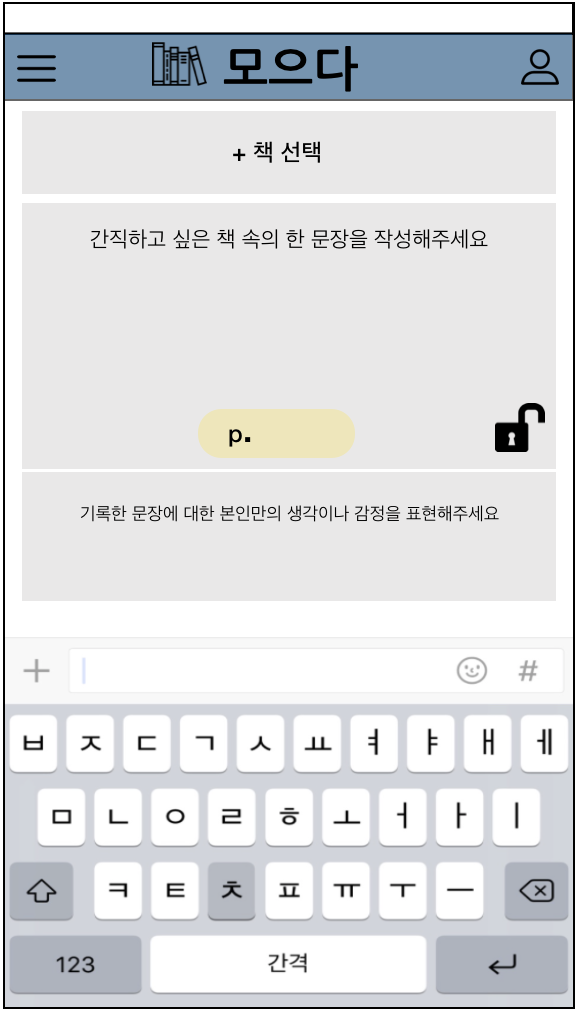 모으다
+ 책 선택
간직하고 싶은 책 속의 한 문장을 작성해주세요
p.
기록한 문장에 대한 본인만의 생각이나 감정을 표현해주세요
#
ㅂ ㅈ ㄷ ㄱ ㅅ ㅛ ㅕ ㅑ ㅐ ㅔ
ㅁ ㄴ ㅇ ㄹ ㅎ ㅗ ㅓ ㅏ ㅣ
ㅋ ㅌ ㅊ ㅍ ㅠ ㅜ ㅡ
123 간격